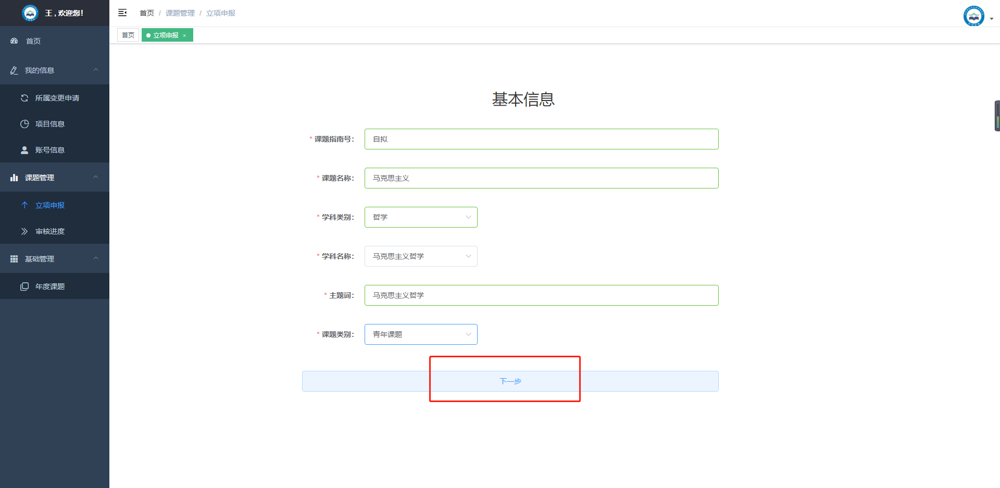 王 , 欢迎您!
首页
我的信息
所属变更申请
项目信息
账号信息
课题管理
立项申报
审核进度
基础管理
年度课题
首页 / 课题管理 / 立项申报
首页 立项申报 ×
基本信息
* 课题指南号: 自拟
* 课题名称: 马克思主义
* 学科类别: 哲学
* 学科名称: 马克思主义哲学
* 主题词: 马克思主义哲学
* 课题类别: 青年课题
下一步